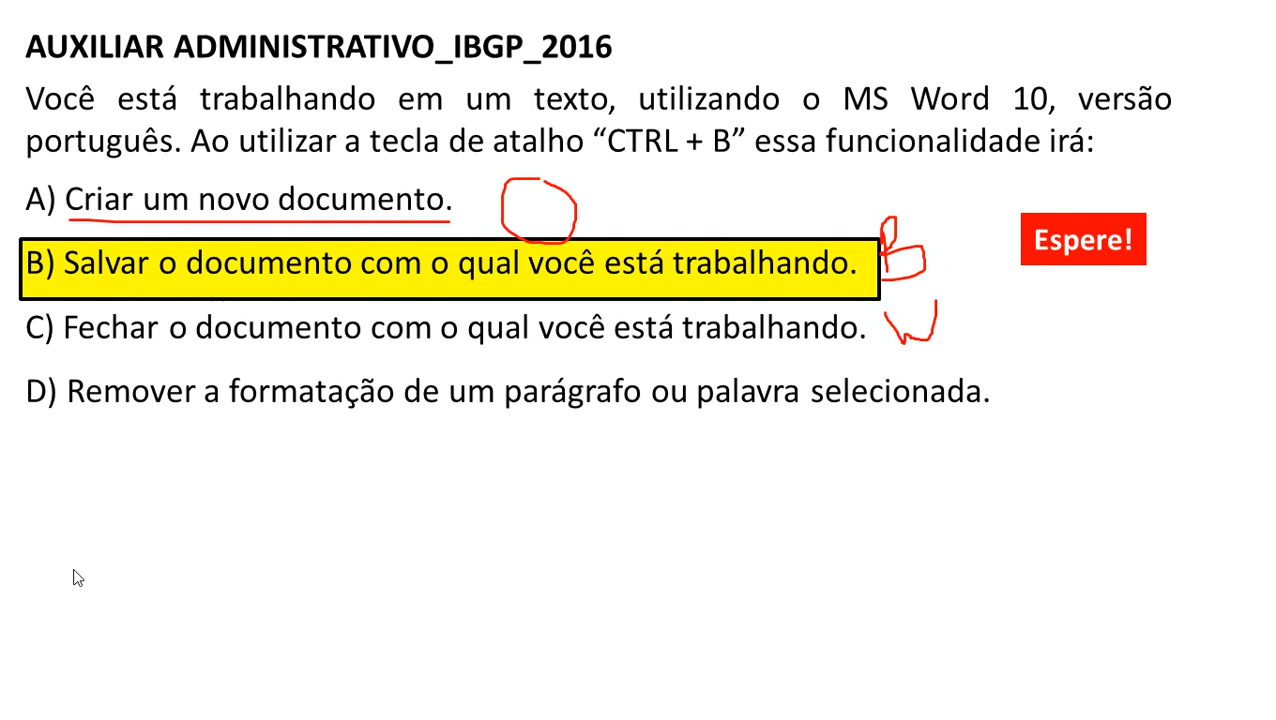 AUXILIAR ADMINISTRATIVO_IBGP_2016
Você está trabalhando em um texto, utilizando o MS Word 10, versão
português. Ao utilizar a tecla de atalho “CTRL + B” essa funcionalidade irá:
A) Criar um novo documento. O
B) Salvar o documento com o qual você está trabalhando. B
Espere!
C) Fechar o documento com o qual você está trabalhando. W
D) Remover a formatação de um parágrafo ou palavra selecionada.